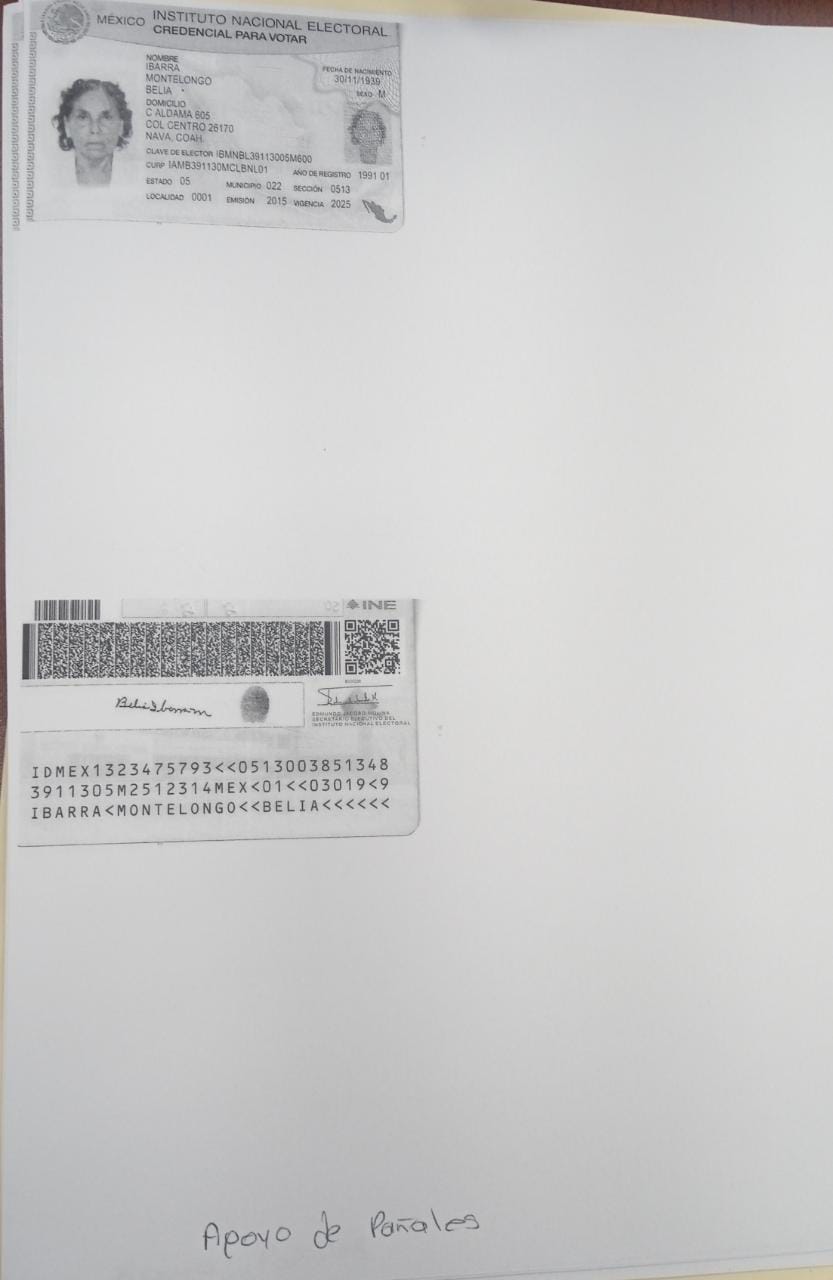 MÉXICO INSTITUTO NACIONAL ELECTORAL
CREDENCIAL PARA VOTAR
NOMBRE
IBARRA
MONTELONGO
BELIA
FECHA DE NACIMIENTO
30/11/1939
SEXO M
DOMICILIO
C ALDAMA 605
COL CENTRO 26170
NAVA, COAH.
CLAVE DE ELECTOR IBMNBL39113005M600
CURP IAMB391130MCLBNL01 AÑO DE REGISTRO 1991 01
ESTADO 05 MUNICIPIO 022 SECCIÓN 0513
LOCALIDAD 0001 EMISIÓN 2015 VIGENCIA 2025
INE
EDMUNDO JACOBO MOLINA
SECRETARIO EJECUTIVO DEL
INSTITUTO NACIONAL ELECTORAL
IDMEX1323475793<<0513003851348
3911305M2512314MEX<01<<03019<9
IBARRA<MONTELONGO<<BELIA<<<<<<
Apoyo de Pañales